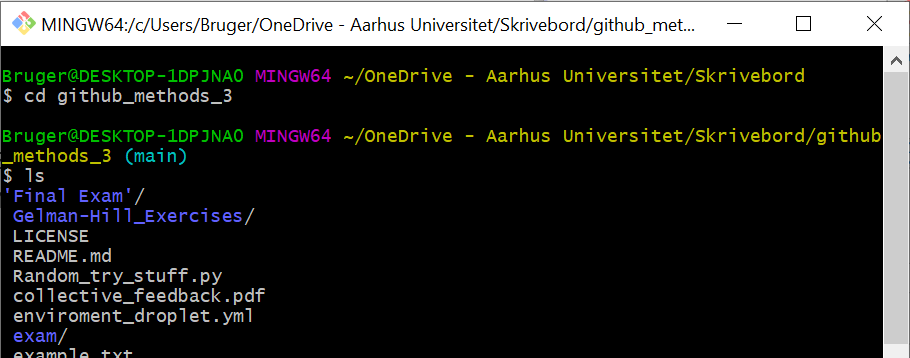 MINGW64:/c/Users/Bruger/OneDrive - Aarhus Universitet/Skrivebord/github_met...
Bruger@DESKTOP-1DPJNAO MINGW64 ~/OneDrive - Aarhus Universitet/Skrivebord
$ cd github_methods_3
Bruger@DESKTOP-1DPJNAO MINGW64 ~/OneDrive - Aarhus Universitet/Skrivebord/github
_methods_3 (main)
$ ls
'Final Exam'/
Gelman-Hill_Exercises/
LICENSE
README.md
Random_try_stuff.py
collective_feedback.pdf
enviroment_droplet.yml
exam/
example.txt